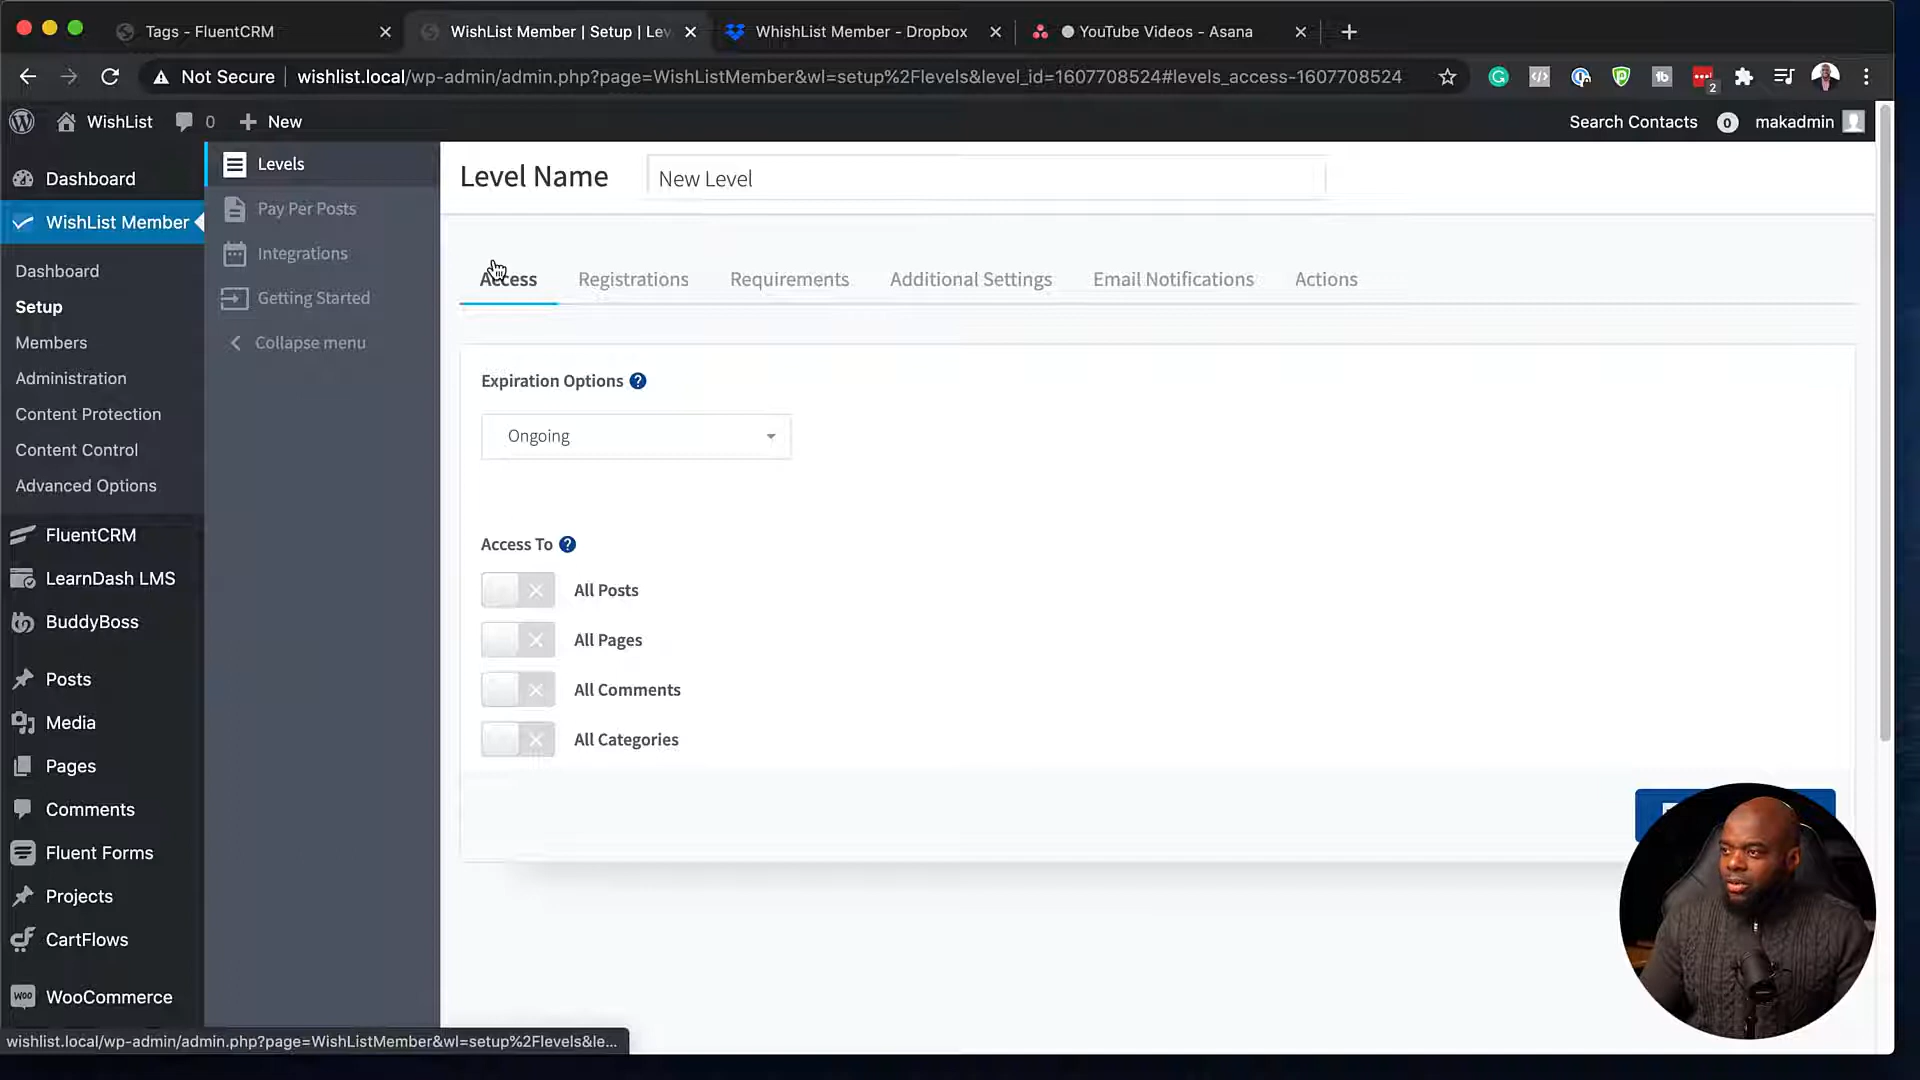 Tags - FluentCRM
WishList Member | Setup | Lev
WhishList Member - Dropbox
YouTube Videos - Asana
Not Secure
wishlist.local/wp-admin/admin.php?page=WishListMember&wl=setup%2Flevels&level_id=1607708524#levels_access-1607708524
2
WishList
0
New
Search Contacts
0
makadmin
Dashboard
WishList Member
Dashboard
Setup
Members
Administration
Content Protection
Content Control
Advanced Options
FluentCRM
LearnDash LMS
BuddyBoss
Posts
Media
Pages
Comments
Fluent Forms
Projects
CartFlows
WooCommerce
Levels
Pay Per Posts
Integrations
Getting Started
Collapse menu
Level Name
New Level
Access
Registrations
Requirements
Additional Settings
Email Notifications
Actions
Expiration Options ?
Ongoing
Access To ?
All Posts
All Pages
All Comments
All Categories
wishlist.local/wp-admin/admin.php?page=WishListMember&wl=setup%2Flevels&le...